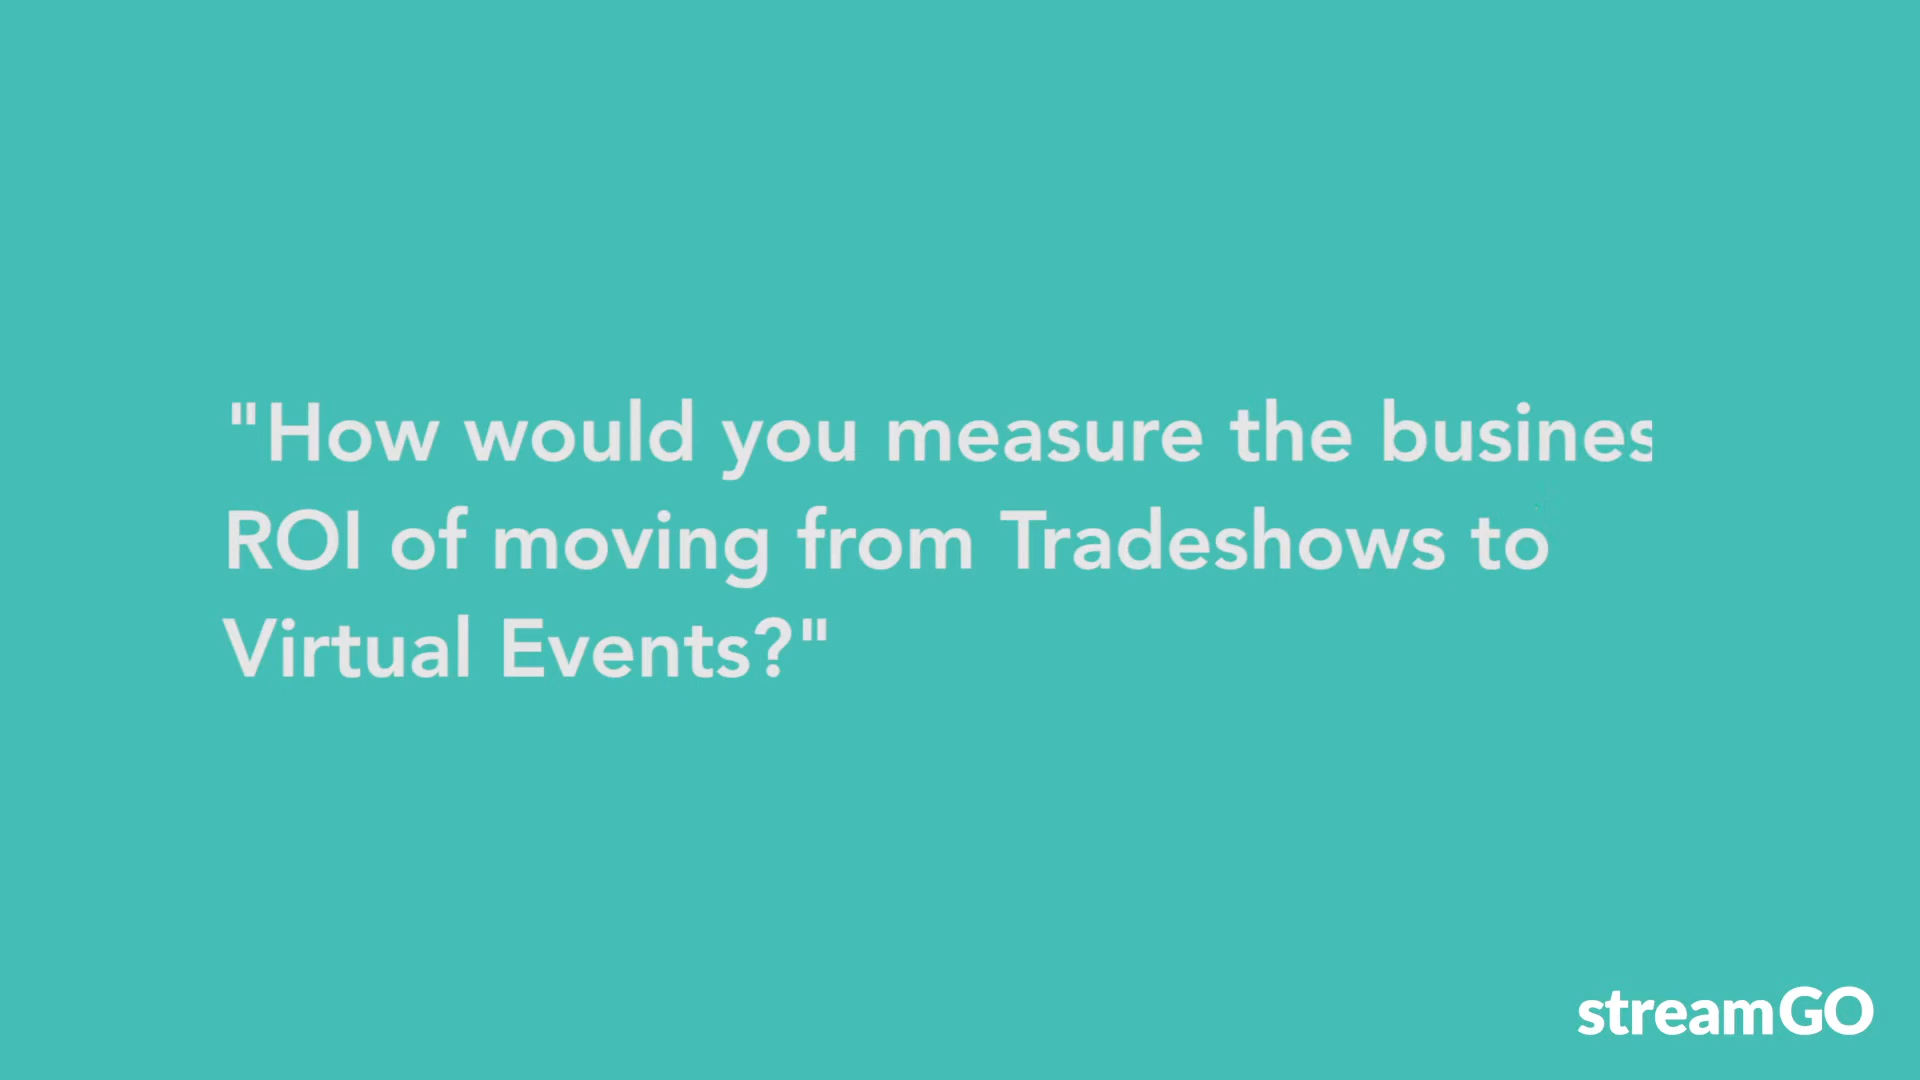 "How would you measure the busines
ROI of moving from Tradeshows to
Virtual Events?"
streamGO